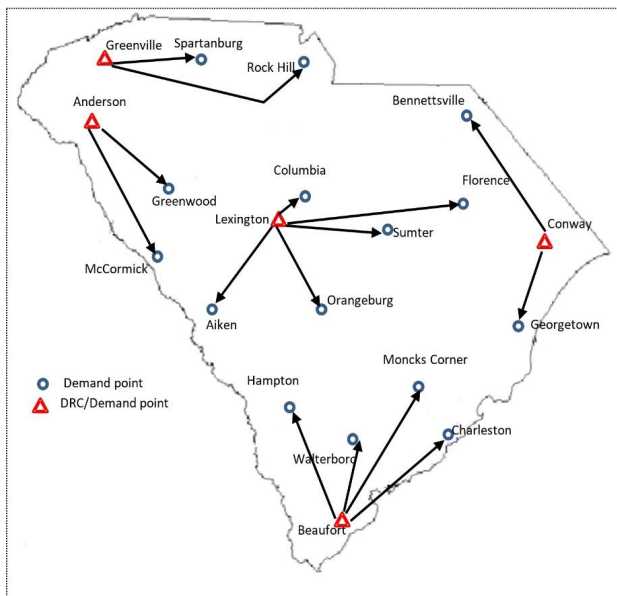 Greenville
Spartanburg
Rock Hill
Anderson
Bennettsville
Columbia
Florence
Greenwood
Lexington
Sumter
Conway
McCormick
Aiken
Orangeburg
Georgetown
Moncks Corner
Hampton
Demand point
DRC/Demand point
Charleston
Walterboro
Beaufort